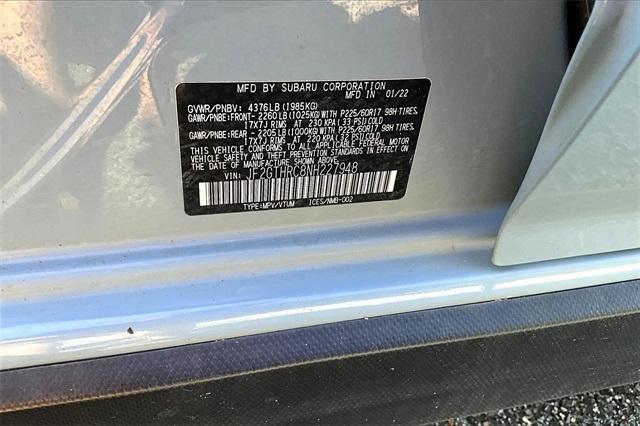 MFD BY SUBARU CORPORATION
MFD IN 01/22
GVWR/PNBV: 4376LB (1985KG)
GAWR/PNBE: FRONT- 2260LB (1025KG) WITH P225/60R17 98H TIRES,
17X7J RIMS AT 230 KPA (33 PSI) COLD
GAWR/PNBE: REAR - 2205LB (1000KG) WITH P225/60R17 98H TIRES,
17X7J RIMS AT 220 KPA (32 PSI) COLD
THIS VEHICLE CONFORMS TO ALL APPLICABLE FEDERAL MOTOR
VEHICLE SAFETY, BUMPER, AND THEFT PREVENTION STANDARDS IN EFFECT ON
THE DATE OF MANUFACTURE SHOWN ABOVE.
VIN: JF2GTHRC8NH227948
TYPE:MPV/VTUM ICES/NMB-002